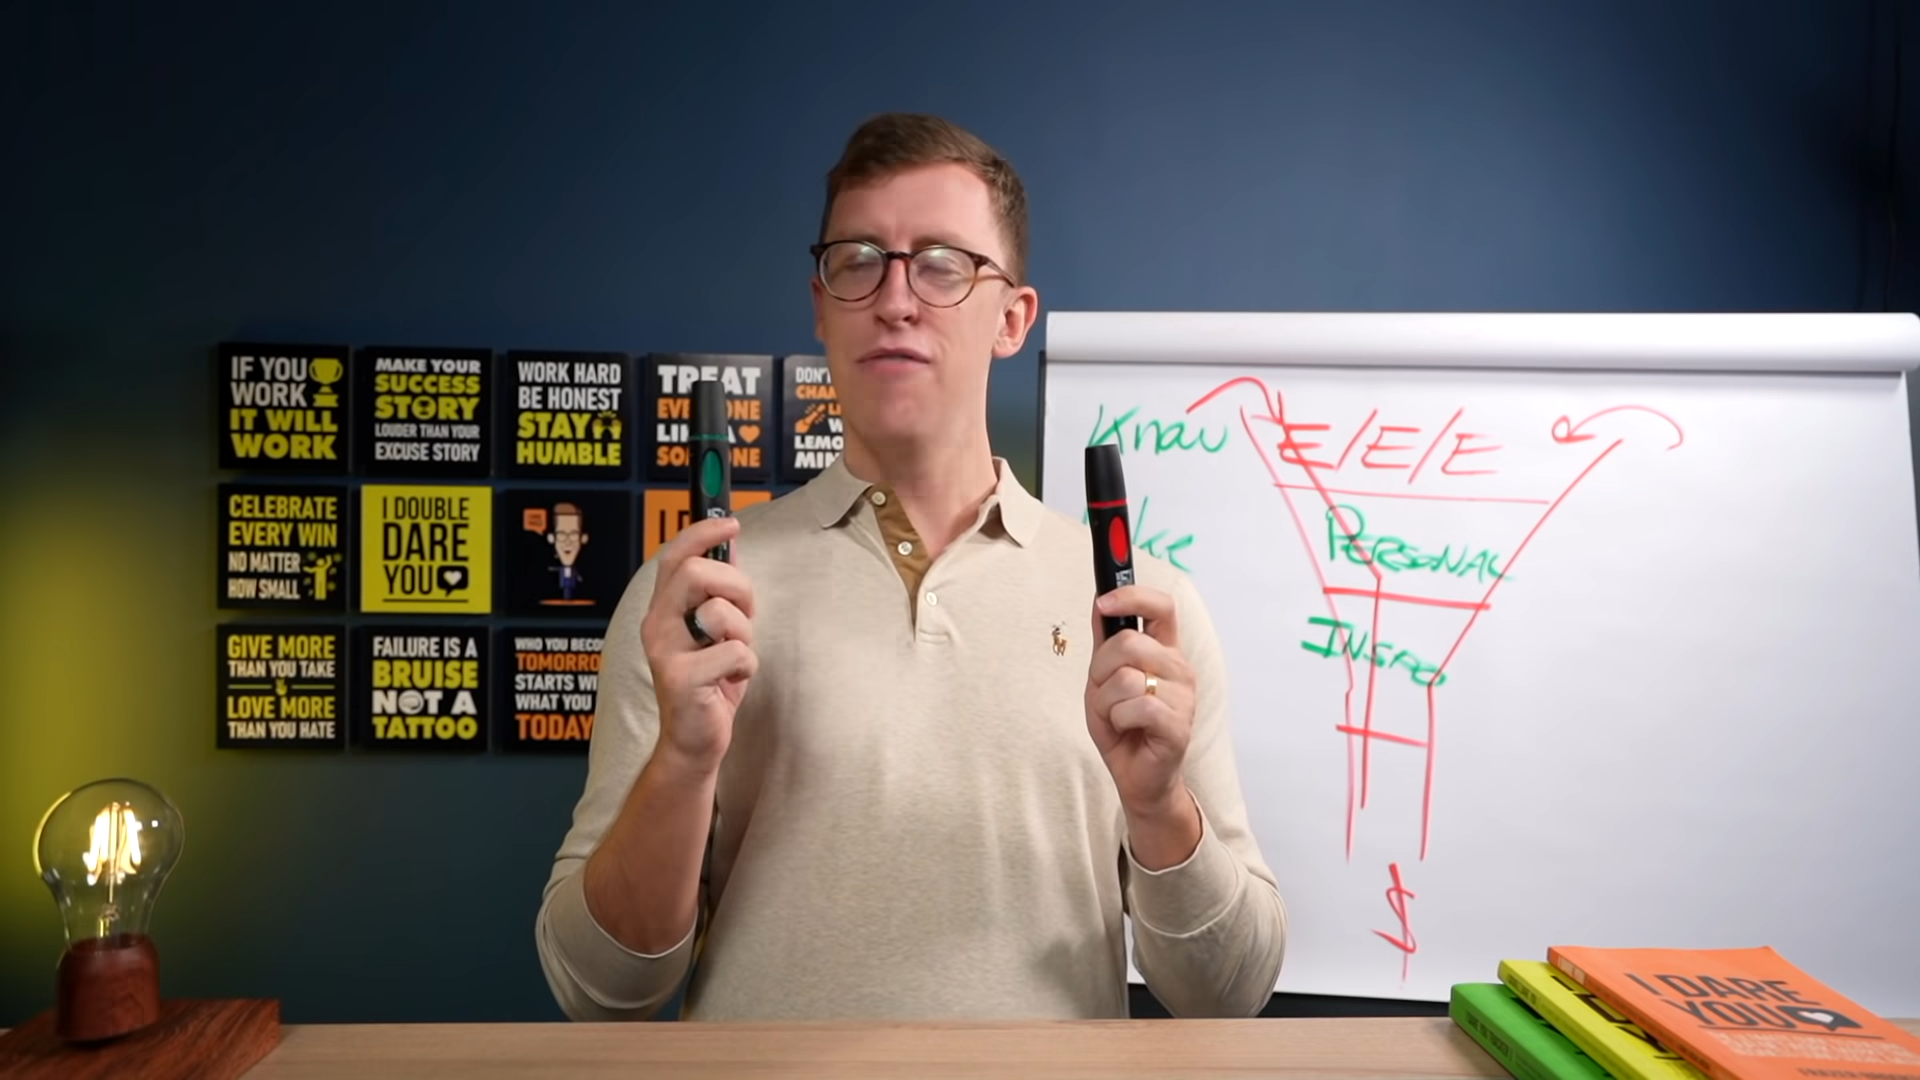 IF YOU
WORK
IT WILL
WORK
MAKE YOUR
SUCCESS
STORY
LOUDER THAN YOUR
EXCUSE STORY
WORK HARD
BE HONEST
STAY
HUMBLE
TREAT
LEMO
CELEBRATE
EVERY WIN
NO MATTER
HOW SMALL
I DOUBLE
DARE
YOU
GIVE MORE
THAN YOU TAKE
LOVE MORE
THAN YOU HATE
FAILURE IS A
BRUISE
NOT A
TATTOO
WHO YOU BECO
TOMORRO
STARTS WI
WHAT YOU
TODAY
Know
E/E/E
PERSONAL
INSPO
$
I DARE
YOU